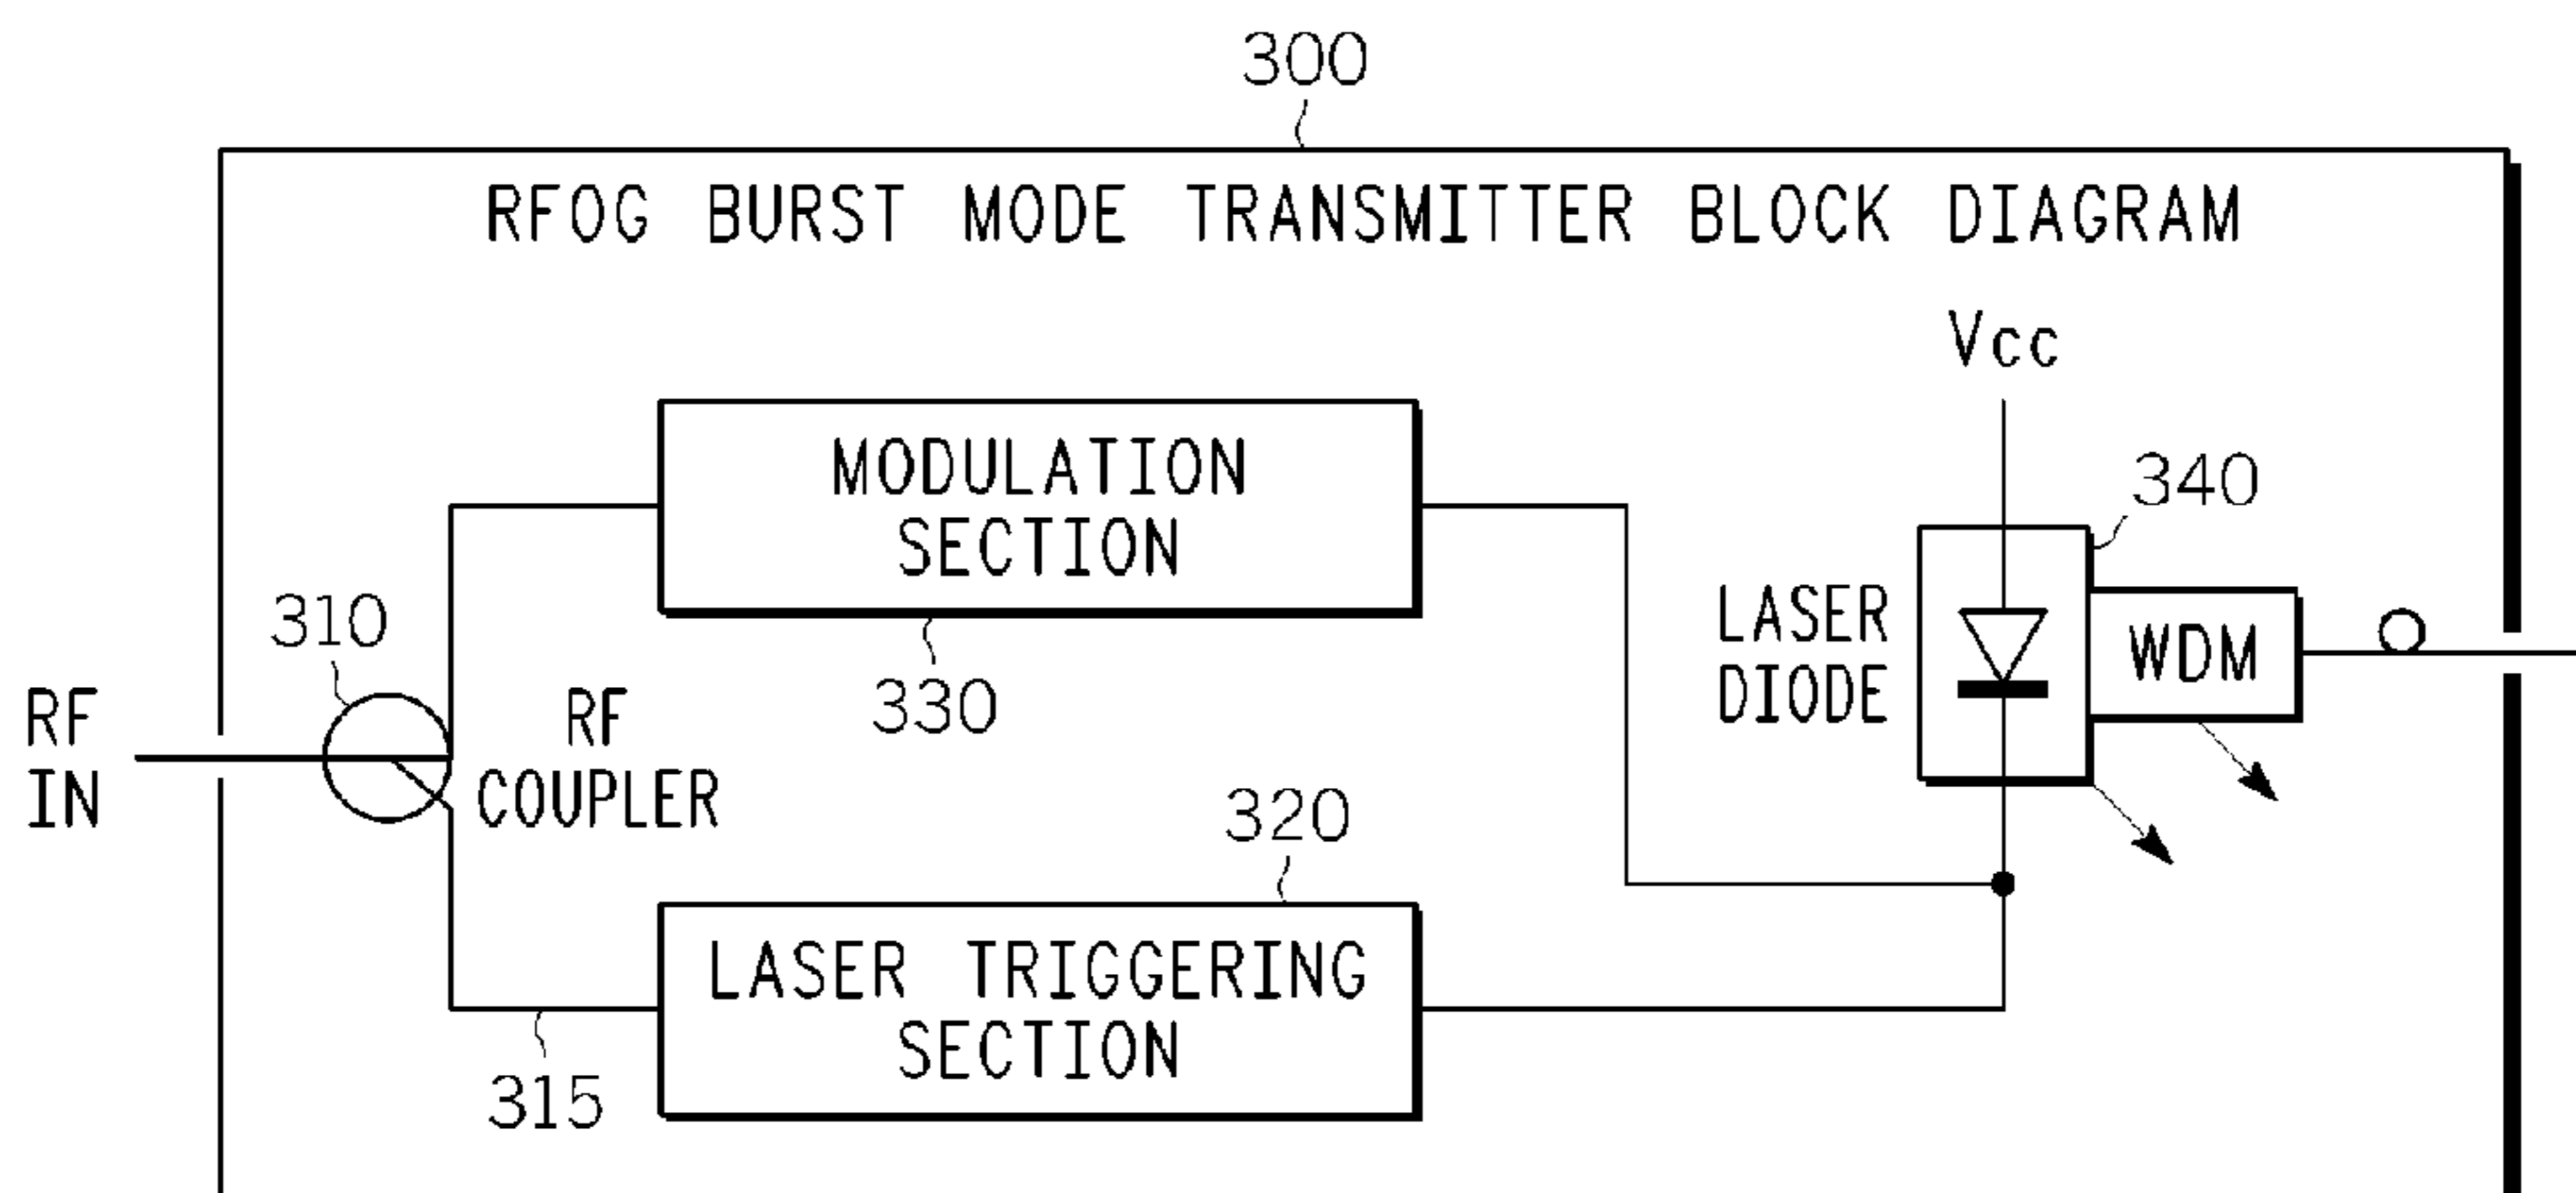 300
RFOG BURST MODE TRANSMITTER BLOCK DIAGRAM
Vcc
MODULATION
SECTION
330
340
LASER
DIODE
WDM
310
RF
IN
RF
COUPLER
320
LASER TRIGGERING
SECTION
315